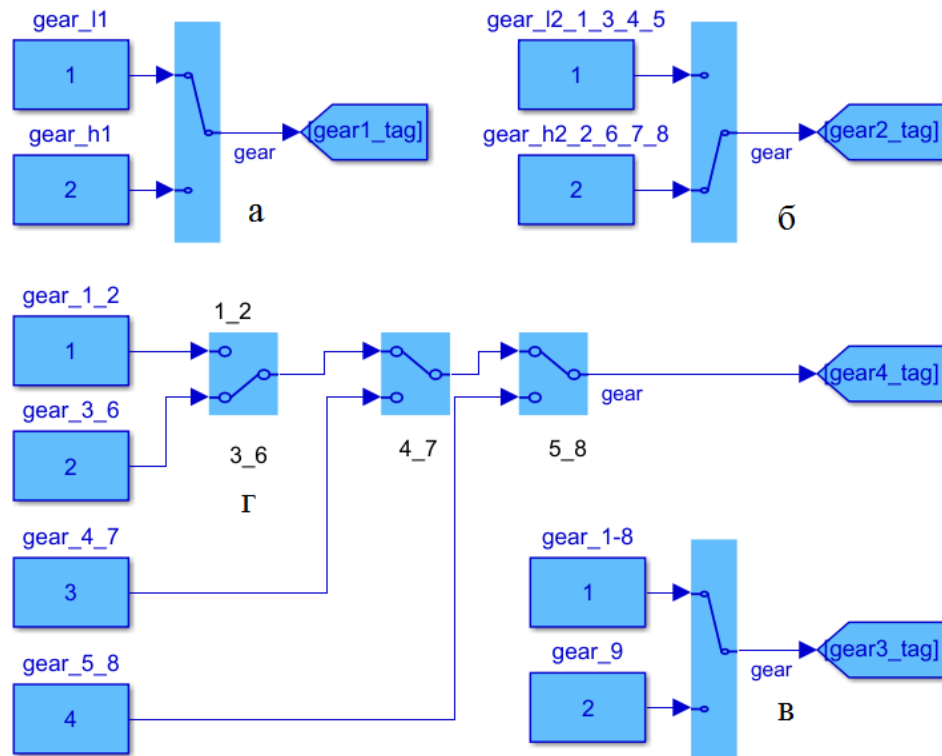 gear_l1
1
gear_h1
2
gear
[gear1_tag]
а
gear_l2_1_3_4_5
1
gear_h2_2_6_7_8
2
gear
[gear2_tag]
б
gear_1_2
1
1_2
gear_3_6
2
3_6
г
4_7
5_8
gear
[gear4_tag]
gear_4_7
3
gear_5_8
4
gear_1-8
1
gear_9
2
gear
[gear3_tag]
в